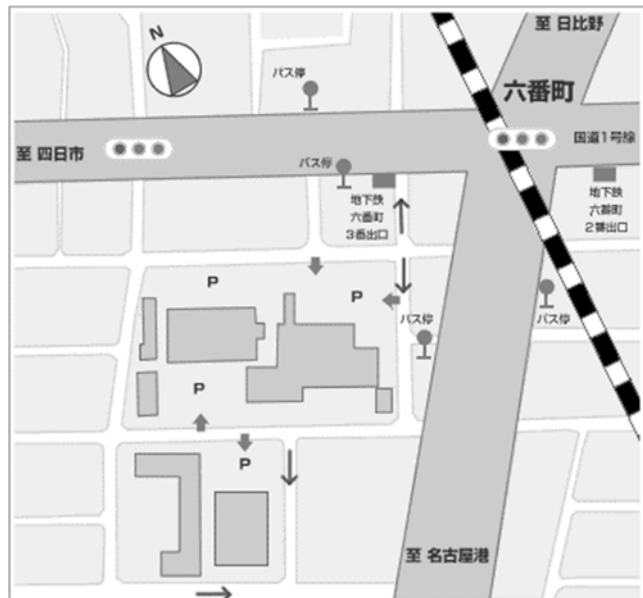 至 日比野
N
六番町
バス停
国道1号線
至 四日市
バス停
地下鉄
六番町
3番出口
地下鉄
六番町
2番出口
P
P
バス停
バス停
P
P
至 名古屋港